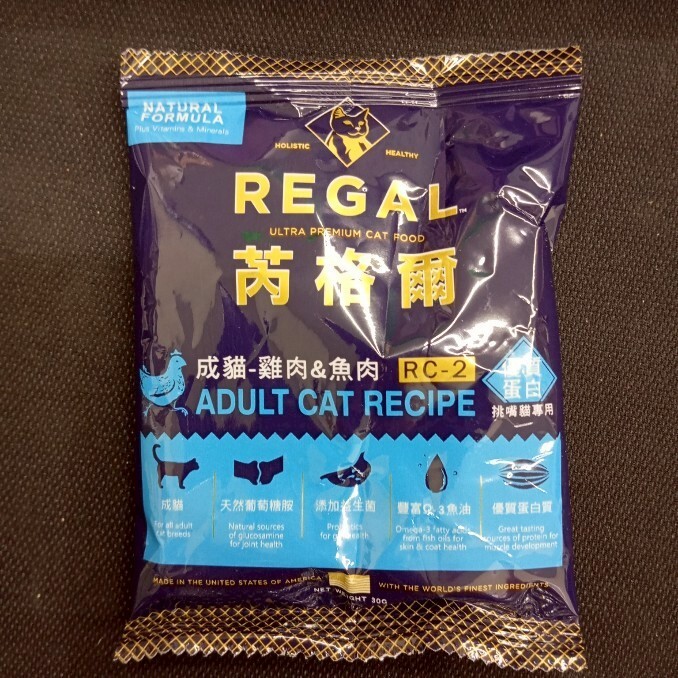 NATURAL
FORMULA
Plus Vitamins & Minerals
HOLISTIC HEALTHY
REGAL™
ULTRA PREMIUM CAT FOOD
芮格爾
成貓-雞肉&魚肉 RC-2
ADULT CAT RECIPE
優質
蛋白
挑嘴貓專用
成貓
For all adult
cat breeds
天然葡萄糖胺
Natural sources
of glucosamine
for joint health
添加益生菌
Probiotics
for gut health
豐富Ω-3魚油
Omega-3 fatty acids
from fish oils for
skin & coat health
優質蛋白質
Great tasting
sources of protein for
muscle development
MADE IN THE UNITED STATES OF AMERICA WITH THE WORLD'S FINEST INGREDIENTS
NET WEIGHT 30G